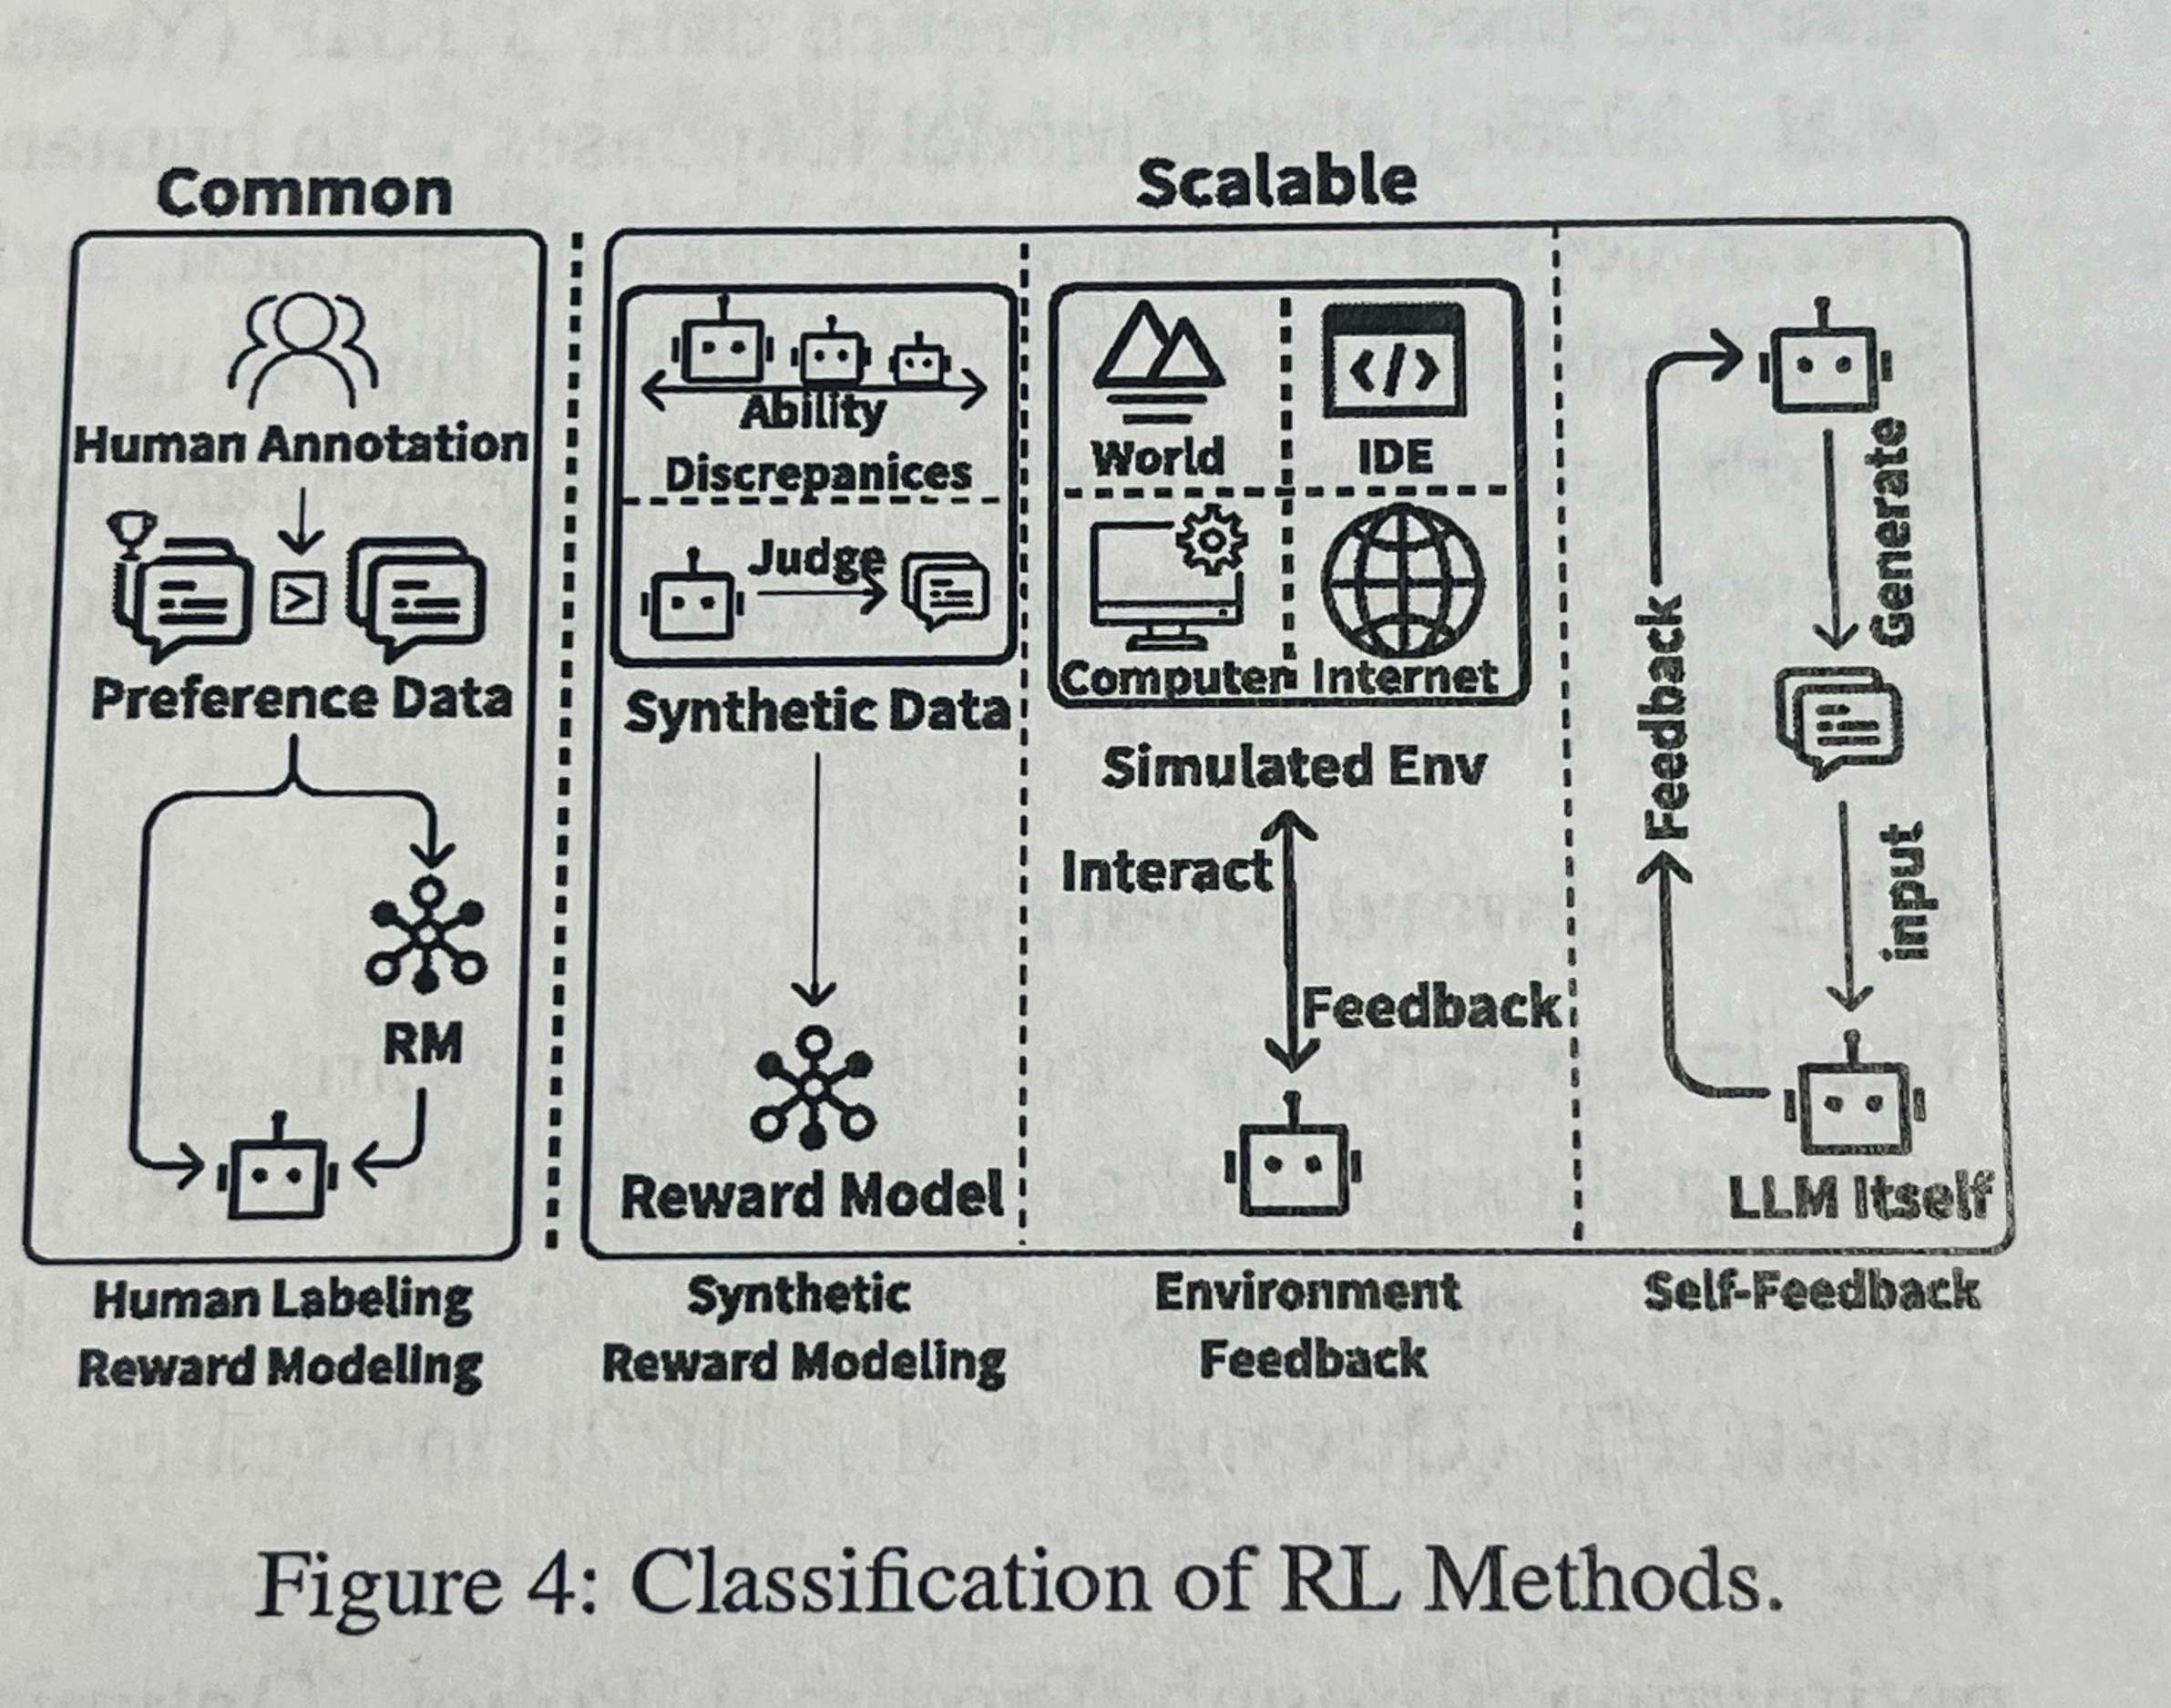 Common
Human Annotation
>
Preference Data
RM
Human Labeling
Reward Modeling
Scalable
Ability
Discrepanices
Judge
Synthetic Data
Reward Model
Synthetic
Reward Modeling
World
IDE
</>
Computer
Internet
Simulated Env
Interact
Feedback
Environment
Feedback
Generate
input
Feedback
LLM Itself
Self-Feedback
Figure 4: Classification of RL Methods.